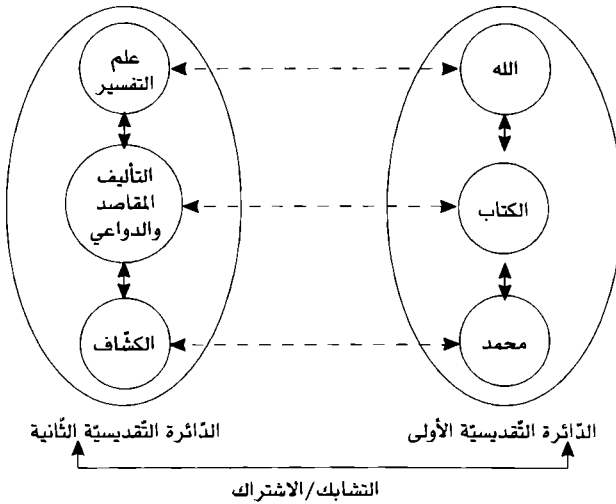 الله
الكتاب
محمد
الدّائرة التّقديسيّة الأولى
علم
التفسير
التأليف
المقاصد
والدواعي
الكشّاف
الدّائرة التّقديسيّة الثّانية
التشابك/الاشتراك